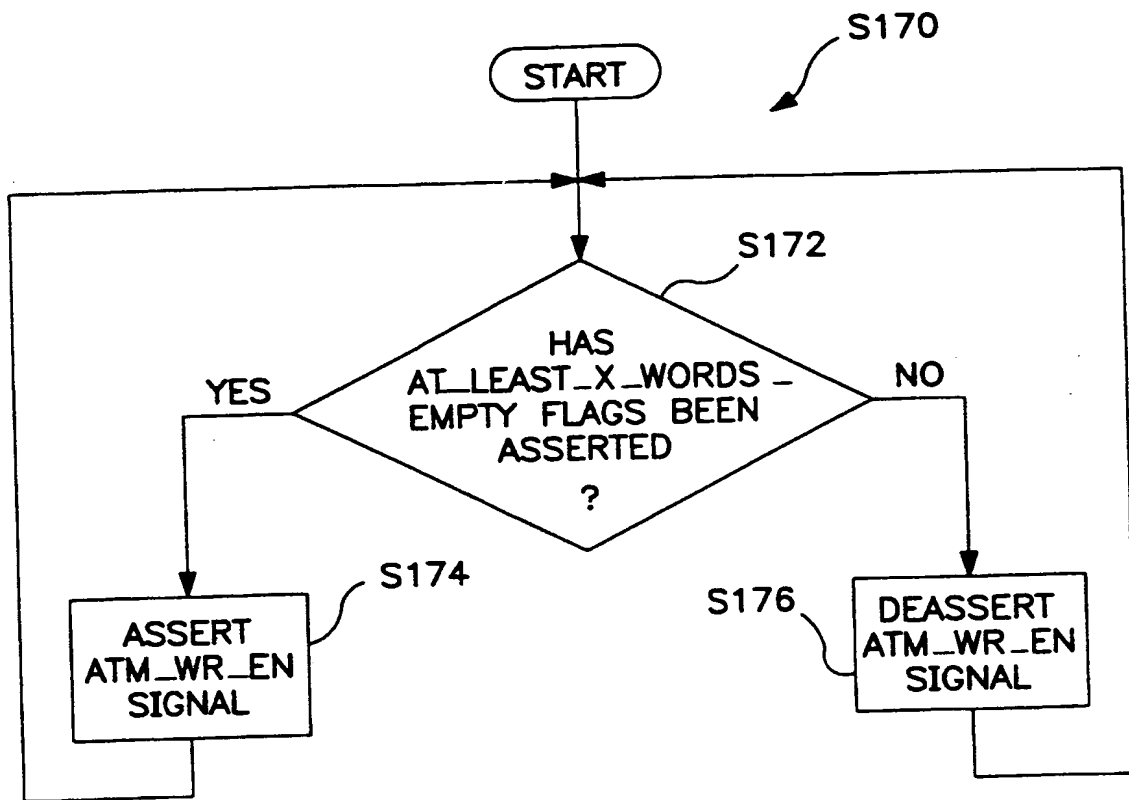 S170
START
S172
HAS
AT_LEAST_X_WORDS_
EMPTY FLAGS BEEN
ASSERTED
?
YES
NO
S174
ASSERT
ATM_WR_EN
SIGNAL
S176
DEASSERT
ATM_WR_EN
SIGNAL